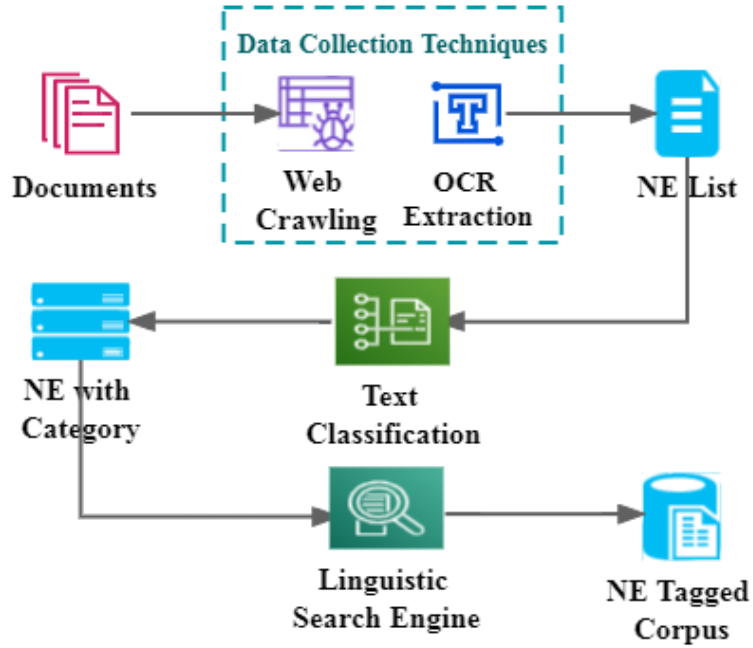 Data Collection Techniques
Documents
Web
Crawling
OCR
Extraction
NE List
NE with
Category
Text
Classification
Linguistic
Search Engine
NE Tagged
Corpus